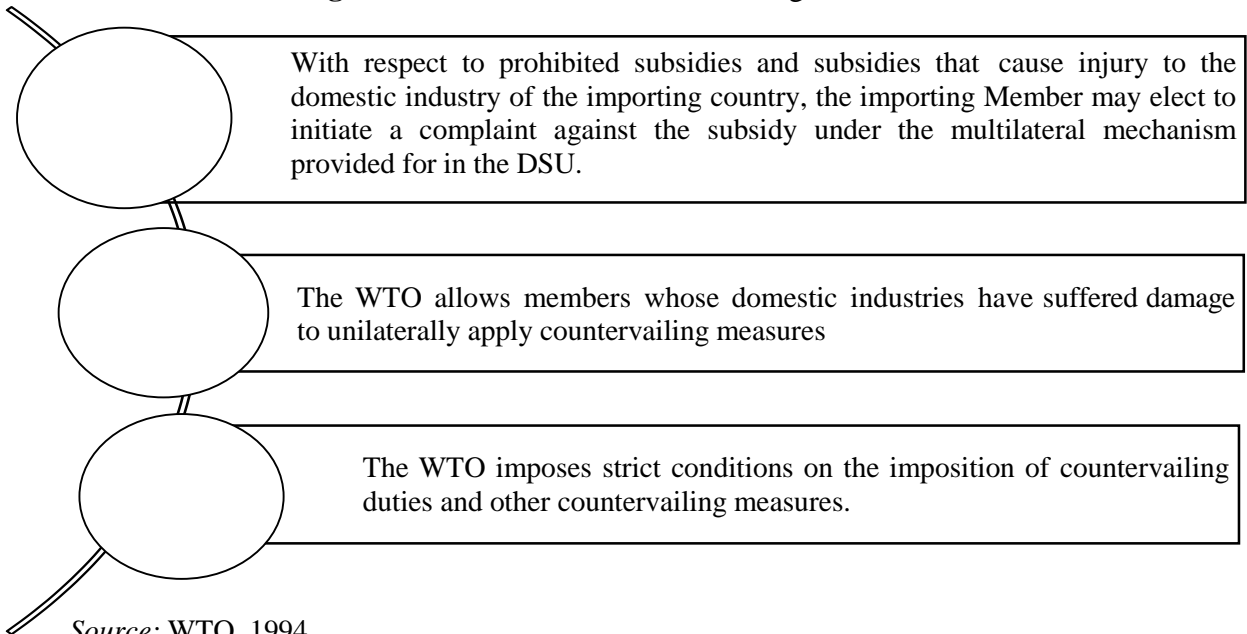 With respect to prohibited subsidies and subsidies that cause injury to the
domestic industry of the importing country, the importing Member may elect to
initiate a complaint against the subsidy under the multilateral mechanism
provided for in the DSU.
The WTO allows members whose domestic industries have suffered damage
to unilaterally apply countervailing measures
The WTO imposes strict conditions on the imposition of countervailing
duties and other countervailing measures.
Source: WTO, 1994